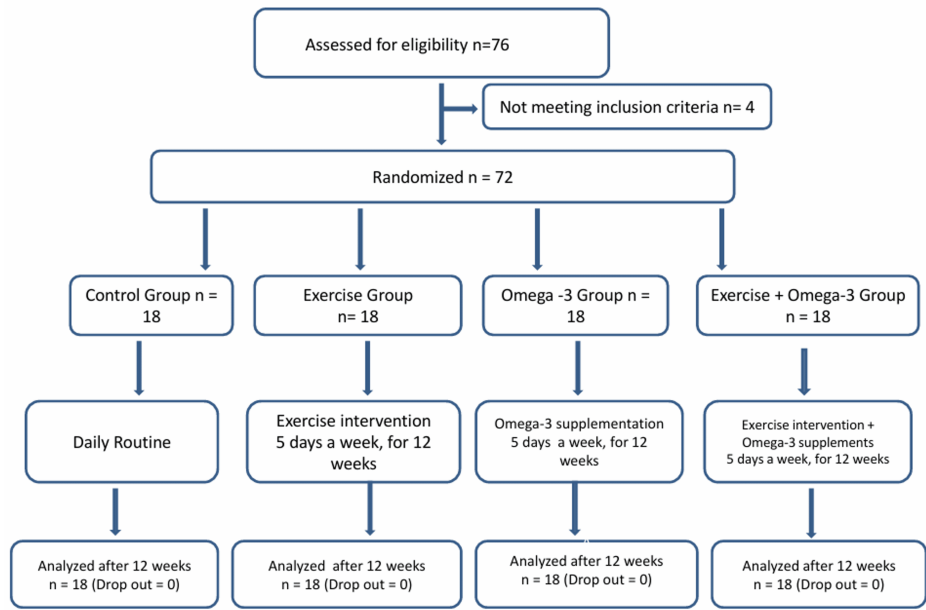 Assessed for eligibility n=76
Not meeting inclusion criteria n= 4
Randomized n = 72
Control Group n =
18
Exercise Group
n= 18
Omega -3 Group n =
18
Exercise + Omega-3 Group
n = 18
Daily Routine
Exercise intervention
5 days a week, for 12
weeks
Omega-3 supplementation
5 days a week, for 12
weeks
Exercise intervention +
Omega-3 supplements
5 days a week, for 12 weeks
Analyzed after 12 weeks
n = 18 (Drop out = 0)
Analyzed after 12 weeks
n = 18 (Drop out = 0)
Analyzed after 12 weeks
n = 18 (Drop out = 0)
Analyzed after 12 weeks
n = 18 (Drop out = 0)